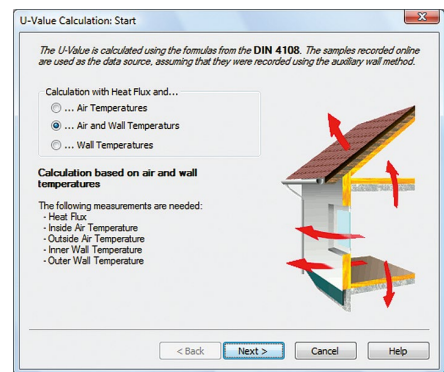 U-Value Calculation: Start
The U-Value is calculated using the formulas from the DIN 4108. The samples recorded online
are used as the data source, assuming that they were recorded using the auxiliary wall method.
Calculation with Heat Flux and...
... Air Temperatures
... Air and Wall Temperaturs
... Wall Temperatures
Calculation based on air and wall
temperatures
The following measurements are needed:
- Heat Flux
- Inside Air Temperature
- Outside Air Temperature
- Inner Wall Temperature
- Outer Wall Temperature
< Back
Next >
Cancel
Help